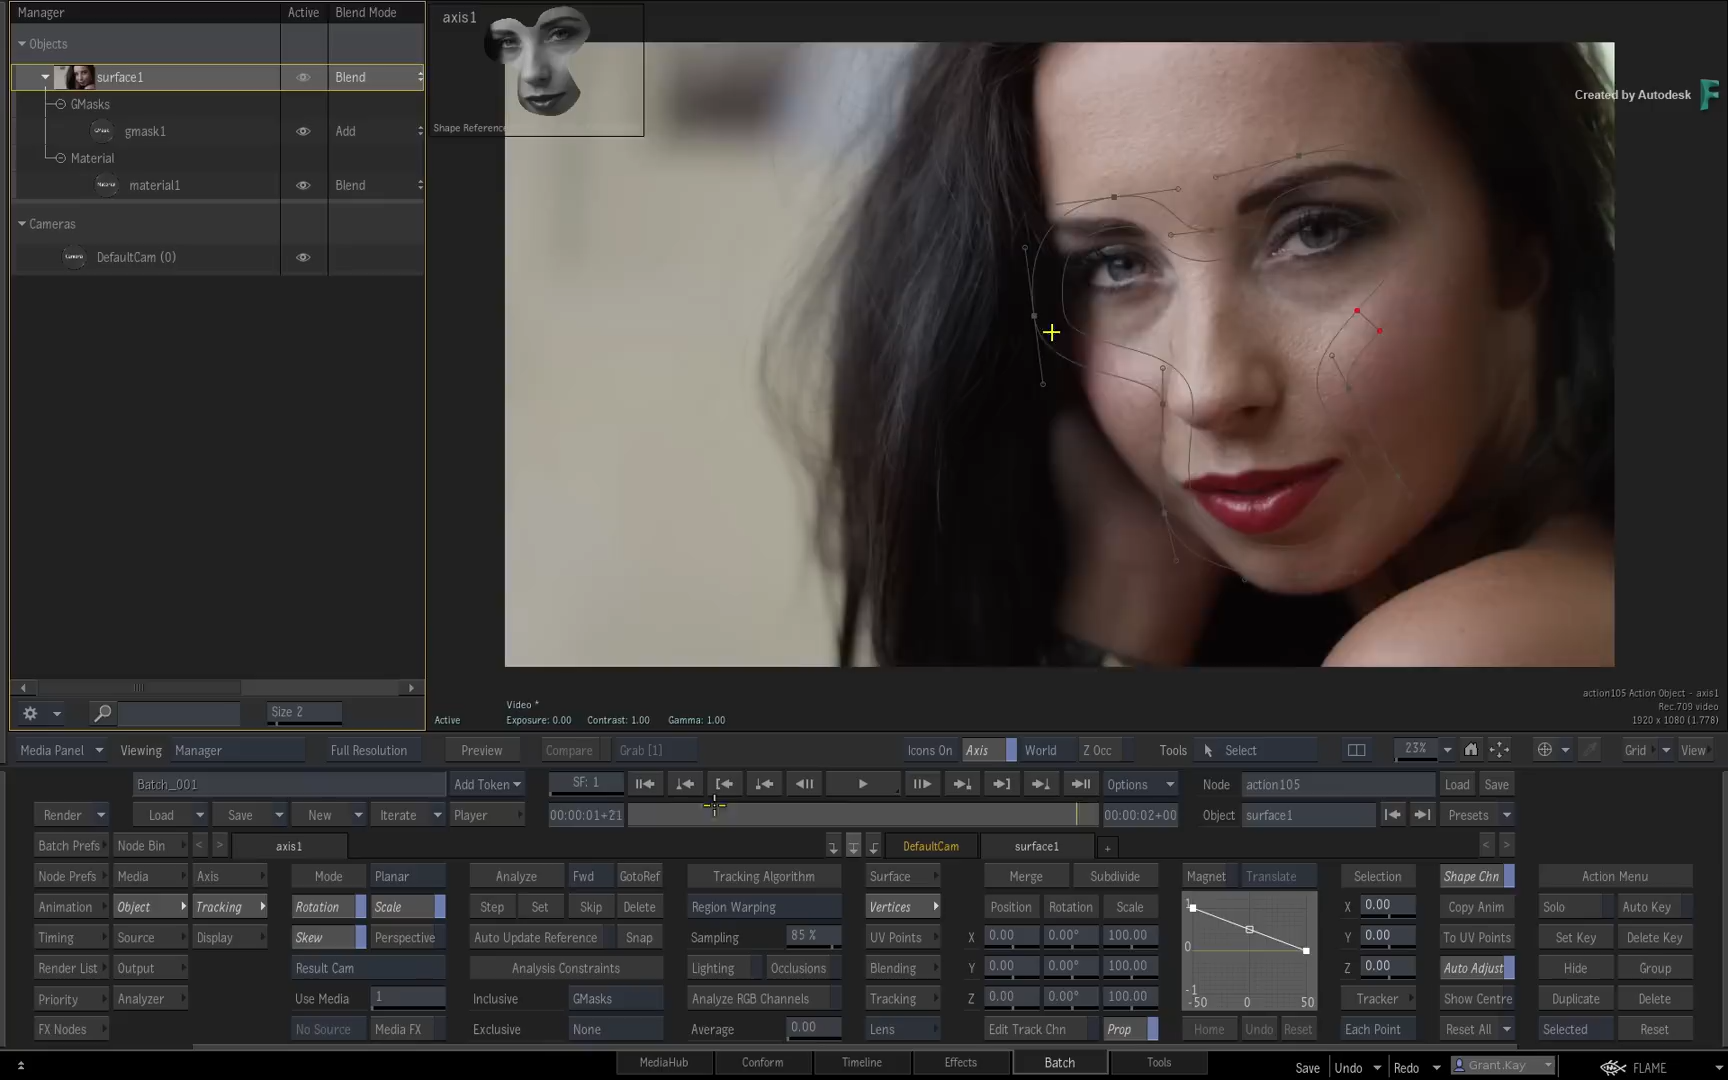 Manager Active Blend Mode
Objects
surface1 Blend
GMasks
gmask1 Add
Material
material1 Blend
Cameras
DefaultCam (0)
Size 2
axis1
Shape Reference
Created by Autodesk
action105 Action Object - axis1
Rec.709 video
1920 x 1080 (1.778)
Video *
Active Exposure: 0.00 Contrast: 1.00 Gamma: 1.00
Media Panel Viewing Manager Full Resolution Preview Compare Grab [1] Icons On Axis World Z Occ Tools Select 23% Grid View
Batch_001 Add Token SF: 1 Options Node action105 Load Save
Render Load Save New Iterate Player 00:00:01+21 00:00:02+00 Object surface1 Presets
Batch Prefs Node Bin < > axis1 DefaultCam surface1 + < >
Node Prefs Media Axis Mode Planar Analyze Fwd GotoRef Tracking Algorithm Surface Merge Subdivide Magnet Translate Selection Shape Chn Action Menu
Animation Object Tracking Rotation Scale Step Set Skip Delete Region Warping Vertices Position Rotation Scale 1 X 0.00 Copy Anim Solo Auto Key
Timing Source Display Skew Perspective Auto Update Reference Snap Sampling 85 % UV Points X 0.00 0.00° 100.00 0 Y 0.00 To UV Points Set Key Delete Key
Render List Output Result Cam Analysis Constraints Lighting Occlusions Blending Y 0.00 0.00° 100.00 Z 0.00 Auto Adjust Hide Group
Priority Analyzer Use Media 1 Inclusive GMasks Analyze RGB Channels Tracking Z 0.00 0.00° 100.00 -1 -50 0 50 Tracker Show Centre Duplicate Delete
FX Nodes No Source Media FX Exclusive None Average 0.00 Lens Edit Track Chn Prop Home Undo Reset Each Point Reset All Selected Reset
MediaHub Conform Timeline Effects Batch Tools Save Undo Redo Grant.Kay FLAME